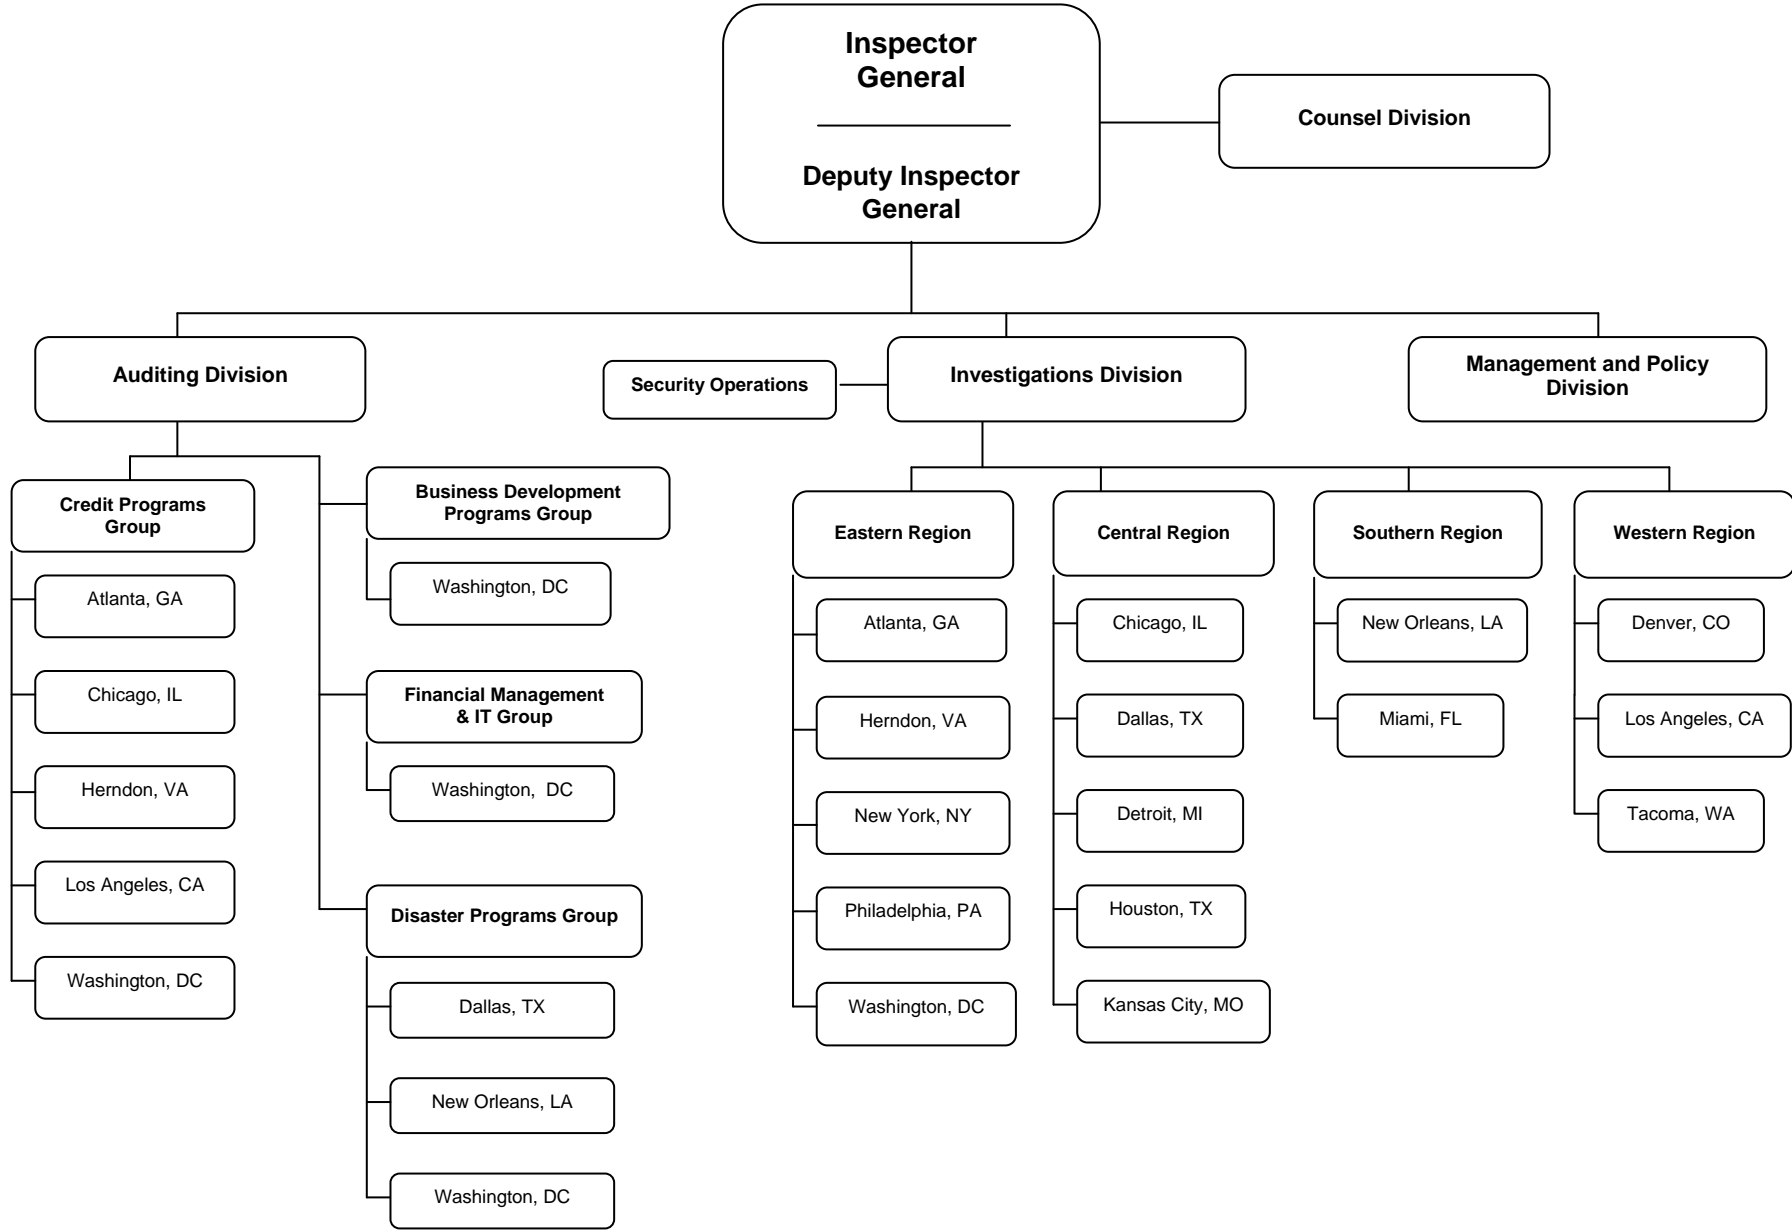 Inspector
General
Deputy Inspector
General
Counsel Division
Auditing Division
Security Operations
Investigations Division
Management and Policy
Division
Credit Programs
Group
Atlanta, GA
Chicago, IL
Herndon, VA
Los Angeles, CA
Washington, DC
Business Development
Programs Group
Washington, DC
Financial Management
& IT Group
Washington,  DC
Disaster Programs Group
Dallas, TX
New Orleans, LA
Washington, DC
Eastern Region
Atlanta, GA
Herndon, VA
New York, NY
Philadelphia, PA
Washington, DC
Central Region
Chicago, IL
Dallas, TX
Detroit, MI
Houston, TX
Kansas City, MO
Southern Region
New Orleans, LA
Miami, FL
Western Region
Denver, CO
Los Angeles, CA
Tacoma, WA